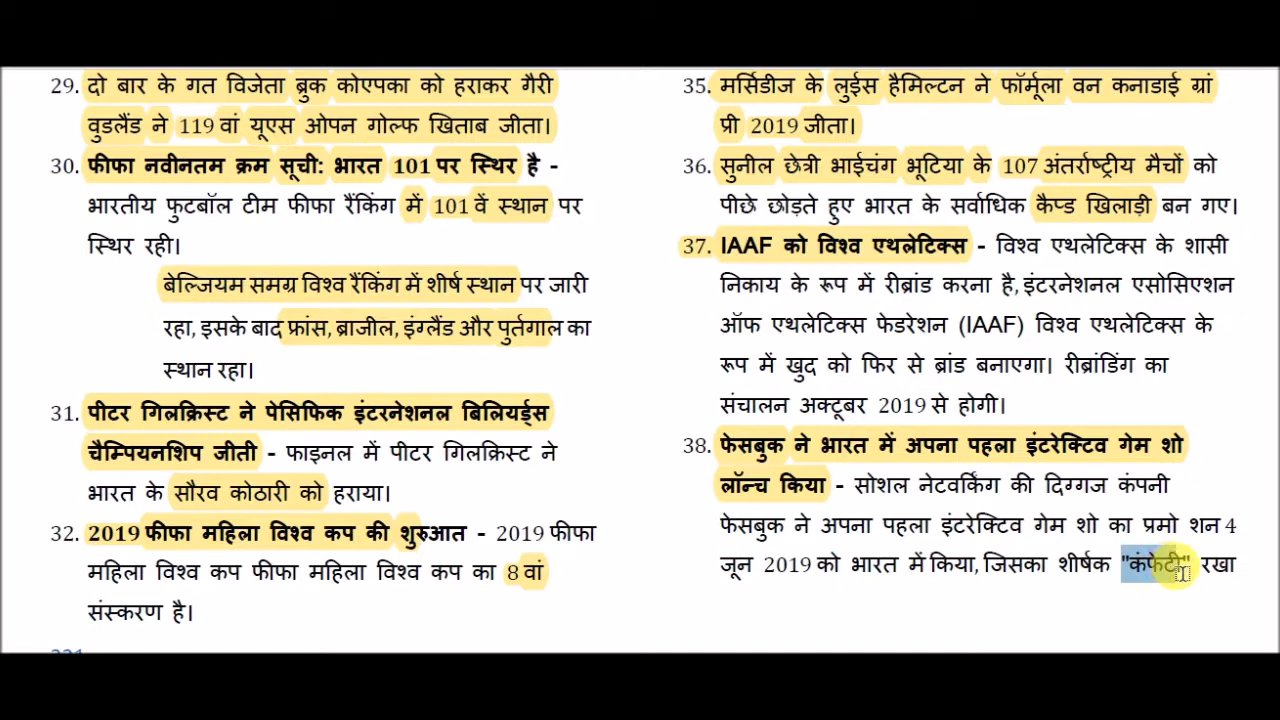 29. दो बार के गत विजेता ब्रुक कोएपका को हराकर गैरी
वुडलैंड ने 119 वां यूएस ओपन गोल्फ खिताब जीता।
30. फीफा नवीनतम क्रम सूची: भारत 101 पर स्थिर है -
भारतीय फुटबॉल टीम फीफा रैंकिंग में 101 वें स्थान पर
स्थिर रही।
बेल्जियम समग्र विश्व रैंकिंग में शीर्ष स्थान पर जारी
रहा, इसके बाद फ्रांस, ब्राजील, इंग्लैंड और पुर्तगाल का
स्थान रहा।
31. पीटर गिलक्रिस्ट ने पेसिफिक इंटरनेशनल बिलियर्ड्स
चैम्पियनशिप जीती - फाइनल में पीटर गिलक्रिस्ट ने
भारत के सौरव कोठारी को हराया।
32. 2019 फीफा महिला विश्व कप की शुरुआत - 2019 फीफा
महिला विश्व कप फीफा महिला विश्व कप का 8 वां
संस्करण है।
35. मर्सिडीज के लुईस हैमिल्टन ने फॉर्मूला वन कनाडाई ग्रां
प्री 2019 जीता।
36. सुनील छेत्री भाईचंग भूटिया के 107 अंतर्राष्ट्रीय मैचों को
पीछे छोड़ते हुए भारत के सर्वाधिक कैप्ड खिलाड़ी बन गए।
37. IAAF को विश्व एथलेटिक्स - विश्व एथलेटिक्स के शासी
निकाय के रूप में रीब्रांड करना है, इंटरनेशनल एसोसिएशन
ऑफ एथलेटिक्स फेडरेशन (IAAF) विश्व एथलेटिक्स के
रूप में खुद को फिर से ब्रांड बनाएगा। रीब्रांडिंग का
संचालन अक्टूबर 2019 से होगी।
38. फेसबुक ने भारत में अपना पहला इंटरेक्टिव गेम शो
लॉन्च किया - सोशल नेटवर्किंग की दिग्गज कंपनी
फेसबुक ने अपना पहला इंटरेक्टिव गेम शो का प्रमो शन 4
जून 2019 को भारत में किया, जिसका शीर्षक "कंफेटी" रखा